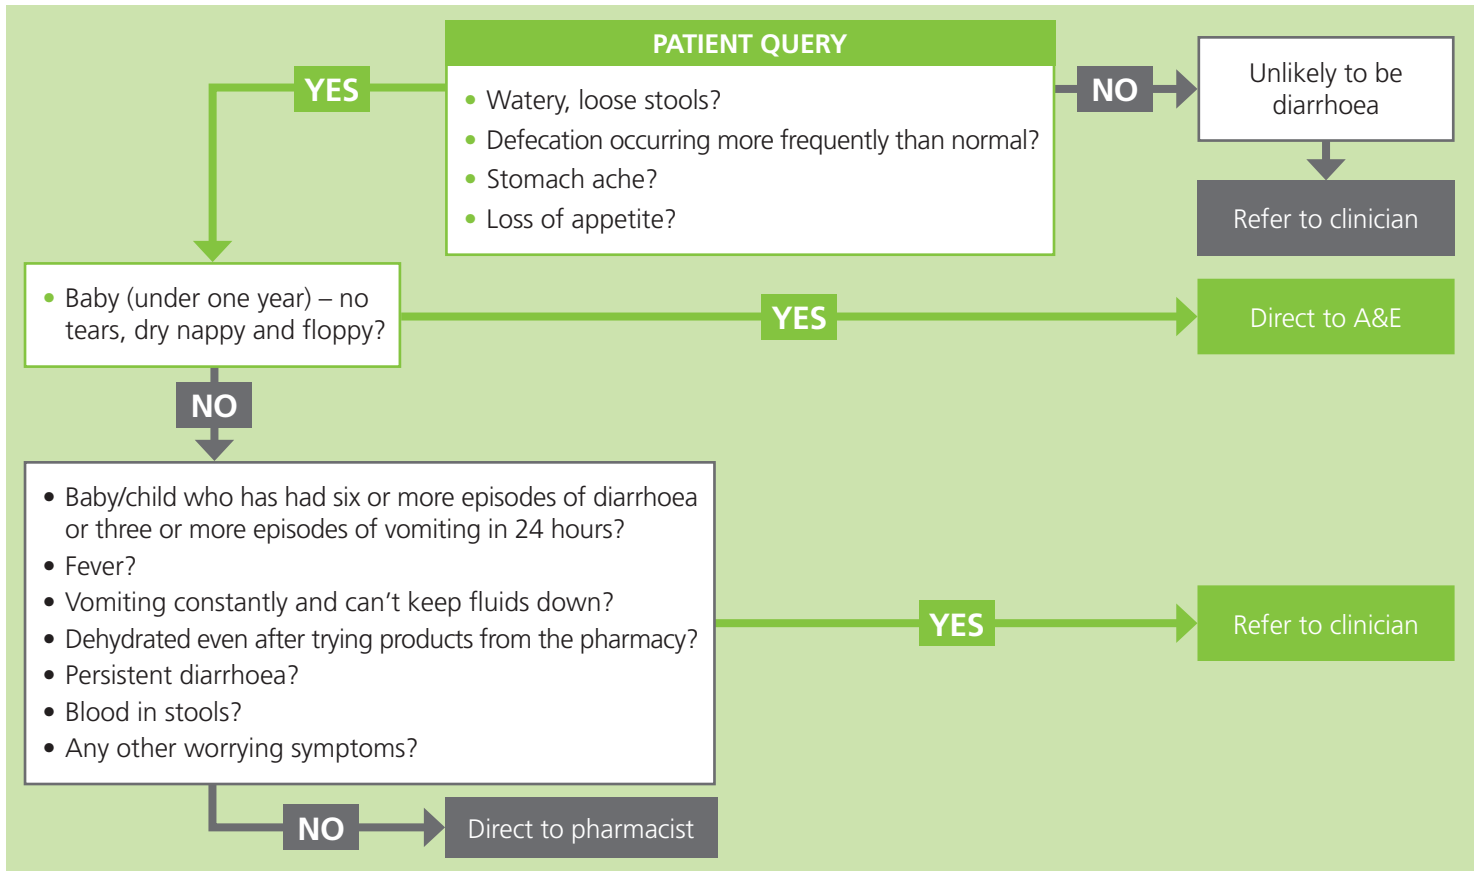 PATIENT QUERY
• Watery, loose stools?
• Defecation occurring more frequently than normal?
• Stomach ache?
• Loss of appetite?
YES
NO
Unlikely to be
diarrhoea
Refer to clinician
• Baby (under one year) – no
tears, dry nappy and floppy?
YES
Direct to A&E
NO
• Baby/child who has had six or more episodes of diarrhoea
or three or more episodes of vomiting in 24 hours?
• Fever?
• Vomiting constantly and can't keep fluids down?
• Dehydrated even after trying products from the pharmacy?
• Persistent diarrhoea?
• Blood in stools?
• Any other worrying symptoms?
YES
Refer to clinician
NO
Direct to pharmacist